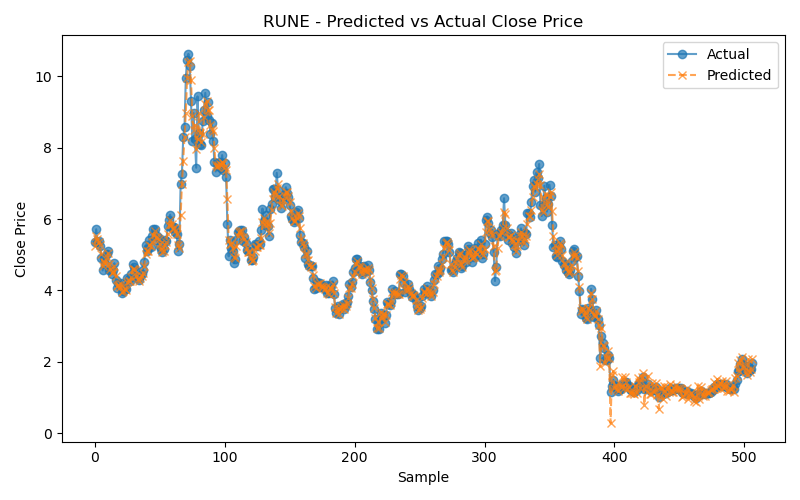 RUNE - Predicted vs Actual Close Price
Actual
Predicted
Close Price
10
8
6
4
2
0
0 100 200 300 400 500
Sample